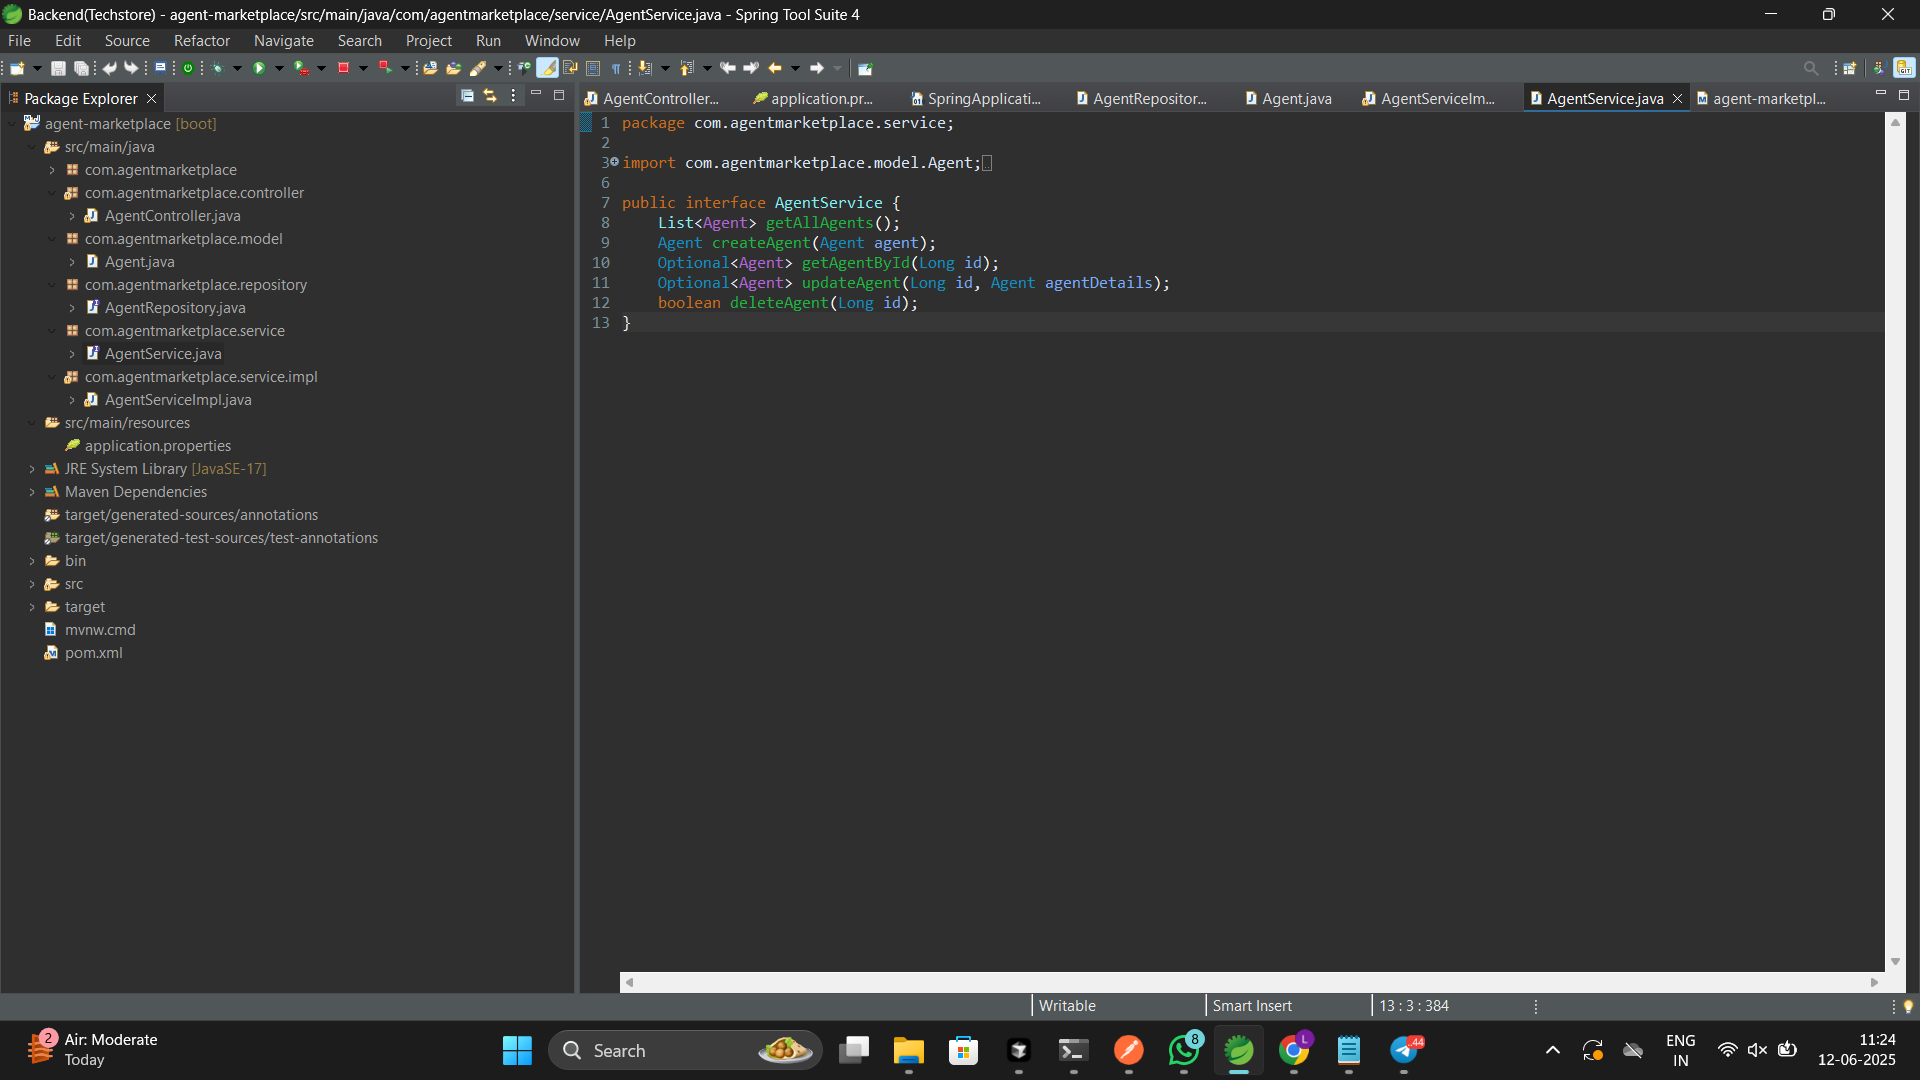 Backend(Techstore) - agent-marketplace/src/main/java/com/agentmarketplace/service/AgentService.java - Spring Tool Suite 4
File Edit Source Refactor Navigate Search Project Run Window Help
Package Explorer
agent-marketplace [boot]
src/main/java
com.agentmarketplace
com.agentmarketplace.controller
AgentController.java
com.agentmarketplace.model
Agent.java
com.agentmarketplace.repository
AgentRepository.java
com.agentmarketplace.service
AgentService.java
com.agentmarketplace.service.impl
AgentServiceImpl.java
src/main/resources
application.properties
JRE System Library [JavaSE-17]
Maven Dependencies
target/generated-sources/annotations
target/generated-test-sources/test-annotations
bin
src
target
mvnw.cmd
pom.xml
AgentController... application.pr... SpringApplicati... AgentRepositor... Agent.java AgentServiceIm... AgentService.java agent-marketpl...
1 package com.agentmarketplace.service;
2
3 import com.agentmarketplace.model.Agent;
6
7 public interface AgentService {
8 List<Agent> getAllAgents();
9 Agent createAgent(Agent agent);
10 Optional<Agent> getAgentById(Long id);
11 Optional<Agent> updateAgent(Long id, Agent agentDetails);
12 boolean deleteAgent(Long id);
13 }
Writable Smart Insert 13 : 3 : 384
2
Air: Moderate
Today
Search
8
L
.44
ENG
IN
11:24
12-06-2025